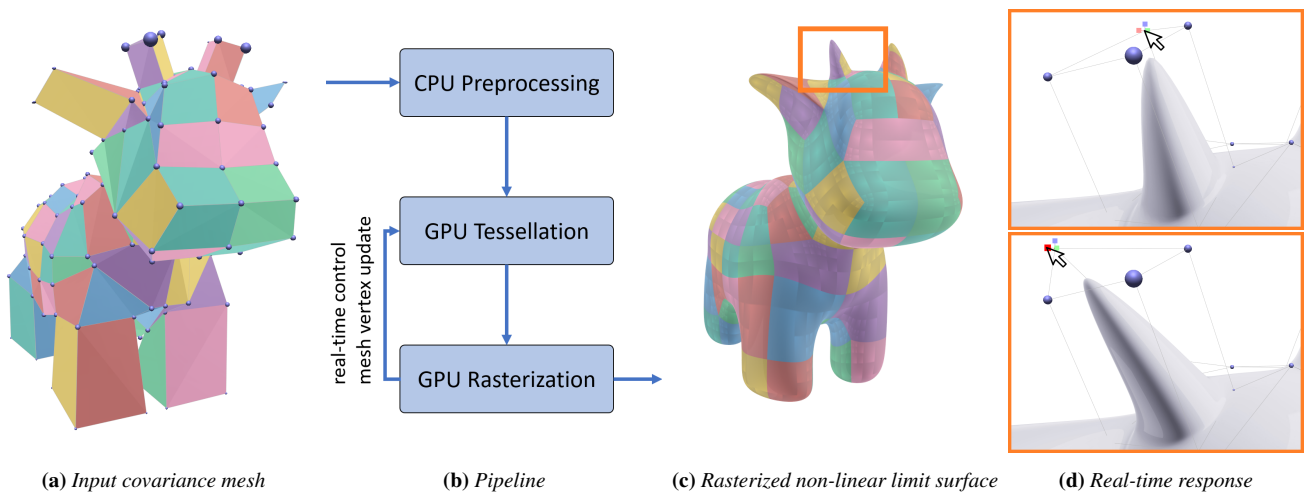 CPU Preprocessing
GPU Tessellation
real-time control
mesh vertex update
GPU Rasterization
(a) Input covariance mesh
(b) Pipeline
(c) Rasterized non-linear limit surface
(d) Real-time response